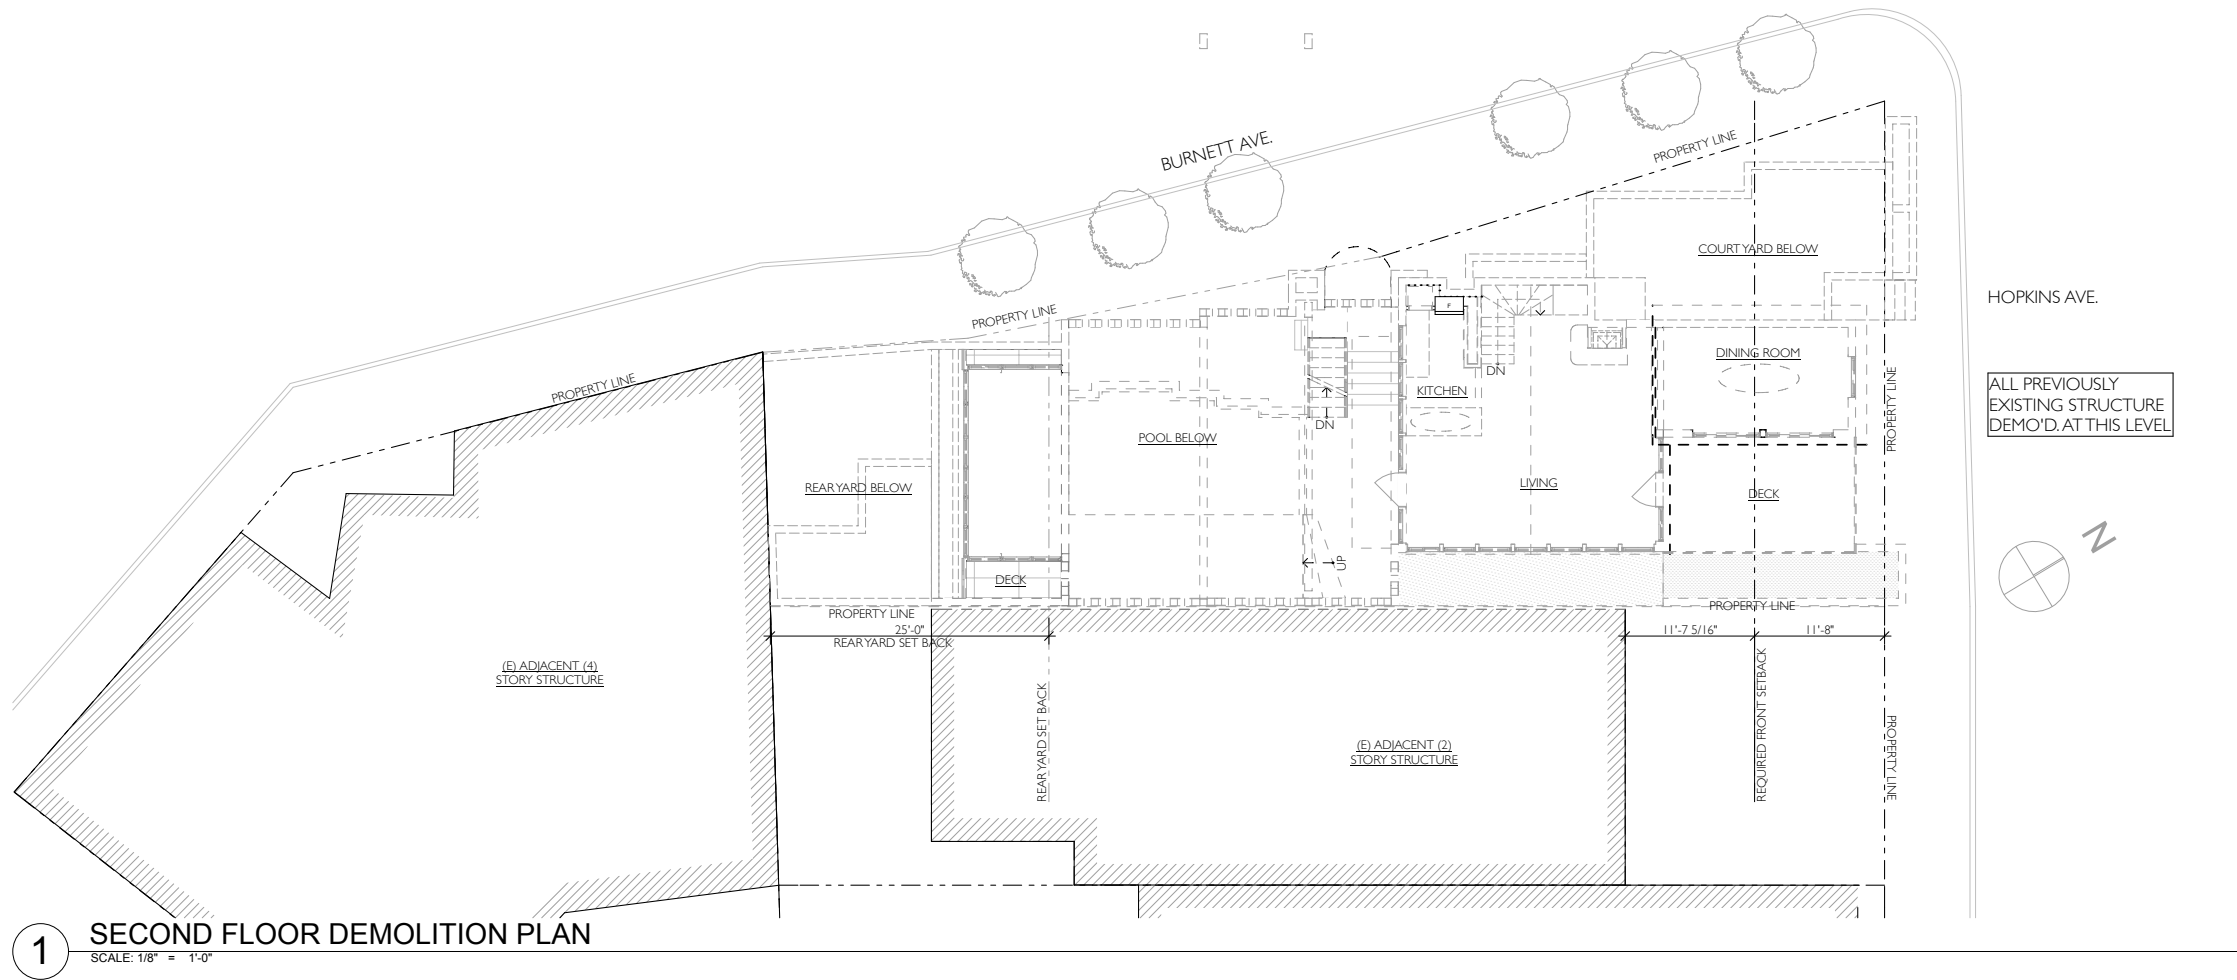 BURNETT AVE.
PROPERTY LINE
COURTYARD BELOW
HOPKINS AVE.
PROPERTY LINE
F
DINING ROOM
DN
KITCHEN
PROPERTY LINE
PROPERTY LINE
ALL PREVIOUSLY
EXISTING STRUCTURE
DEMO'D. AT THIS LEVEL
DN
POOL BELOW
REAR YARD BELOW
LIVING
DECK
N
UP
DECK
PROPERTY LINE
PROPERTY LINE
25'-0"
REAR YARD SET BACK
11'-7 5/16"
11'-8"
(E) ADJACENT (4)
STORY STRUCTURE
REAR YARD SET BACK
(E) ADJACENT (2)
STORY STRUCTURE
REQUIRED FRONT SETBACK
PROPERTY LINE
1
SECOND FLOOR DEMOLITION PLAN
SCALE: 1/8" = 1'-0"